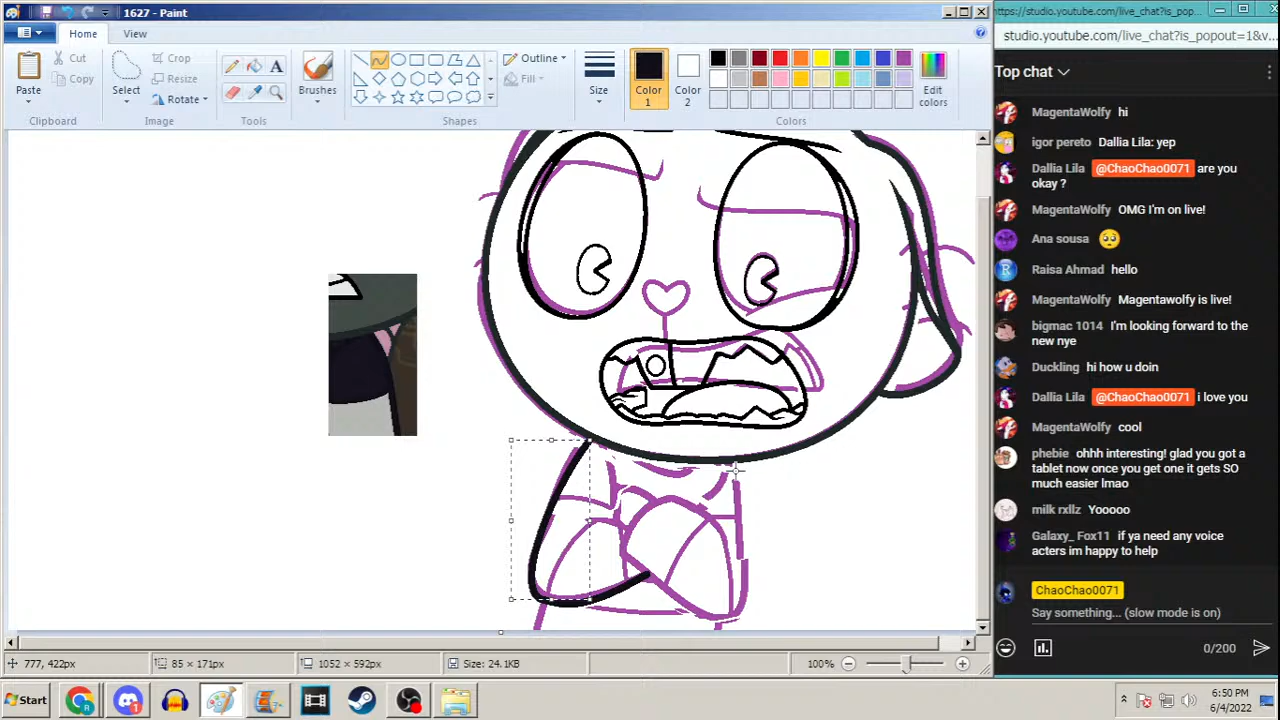 1627 - Paint
Home View
Paste
Cut
Copy
Clipboard
Select
Crop
Resize
Rotate
Image
A
Tools
Brushes
Outline
Fill
Shapes
Size
Color 1
Color 2
Edit colors
Colors
777, 422px
85 x 171px
1052 x 592px
Size: 24.1KB
100%
Start
6:50 PM
6/4/2022
https://studio.youtube.com/live_chat?is_pop...
studio.youtube.com/live_chat?is_popout=1&v
Top chat
MagentaWolfy hi
igor pereto Dallia Lila: yep
Dallia Lila @ChaoChao0071 are you
okay ?
MagentaWolfy OMG I'm on live!
Ana sousa
Raisa Ahmad hello
MagentaWolfy Magentawolfy is live!
bigmac 1014 I'm looking forward to the
new nye
Duckling hi how u doin
Dallia Lila @ChaoChao0071 i love you
MagentaWolfy cool
phebie ohhh interesting! glad you got a
tablet now once you get one it gets SO
much easier lmao
milk rxllz Yooooo
Galaxy_ Fox11 if ya need any voice
acters im happy to help
ChaoChao0071
Say something... (slow mode is on)
0/200